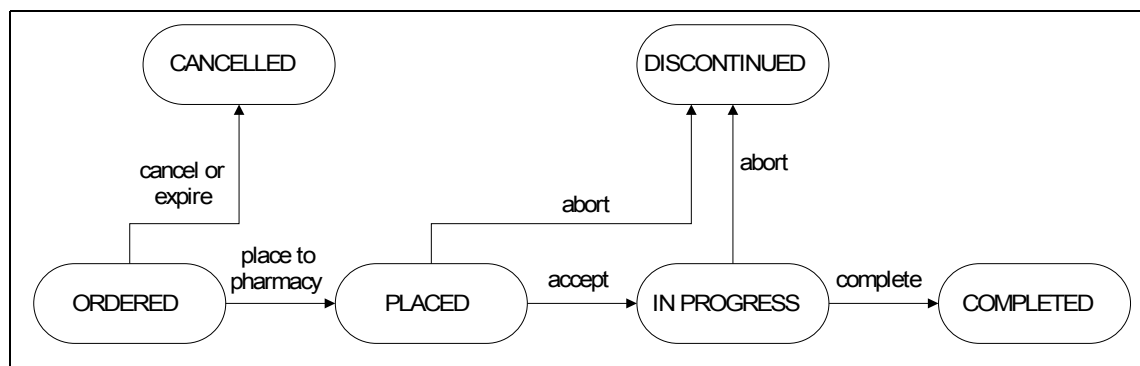 CANCELLED
DISCONTINUED
cancel or
expire
abort
abort
place to
pharmacy
accept
complete
ORDERED
PLACED
IN PROGRESS
COMPLETED